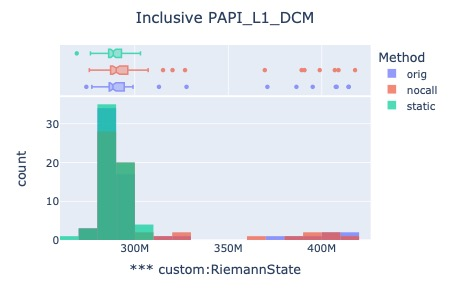 Inclusive PAPI_L1_DCM
Method
orig
nocall
static
30
20
10
0
count
300M 350M 400M
*** custom:RiemannState